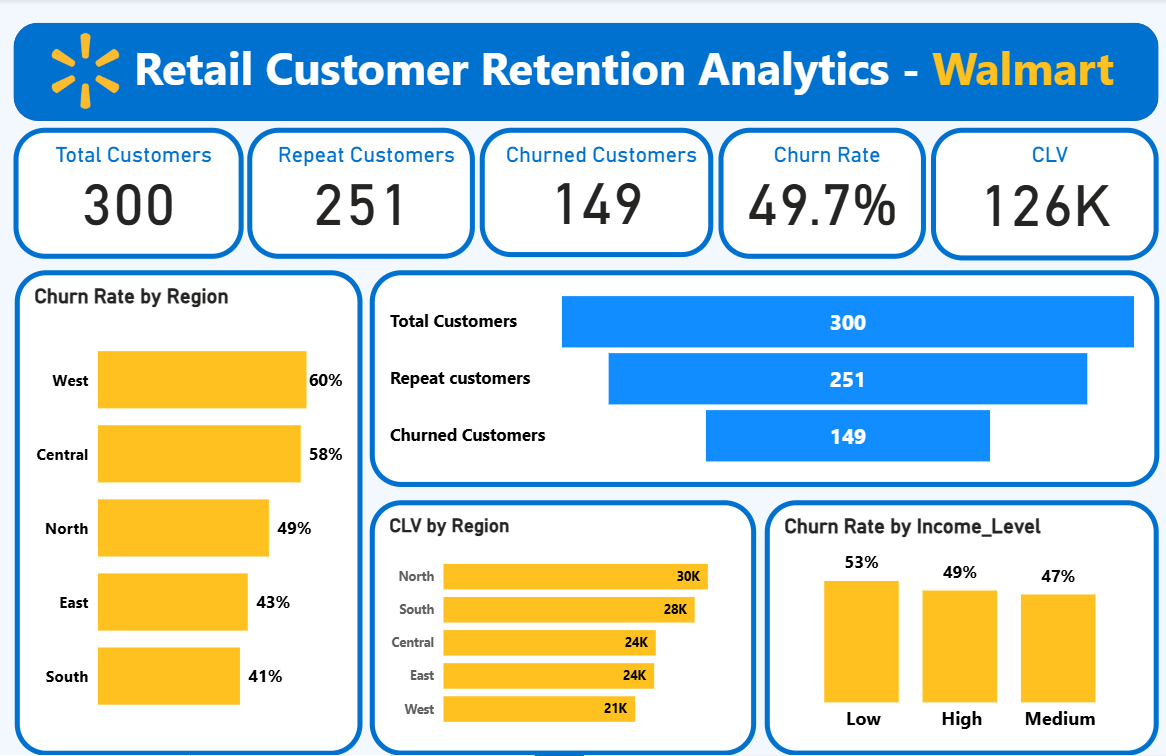 Retail Customer Retention Analytics - Walmart
Total Customers
300
Repeat Customers
251
Churned Customers
149
Churn Rate
49.7%
CLV
126K
Churn Rate by Region
West 60%
Central 58%
North 49%
East 43%
South 41%
Total Customers 300
Repeat customers 251
Churned Customers 149
CLV by Region
North 30K
South 28K
Central 24K
East 24K
West 21K
Churn Rate by Income_Level
53% 49% 47%
Low High Medium